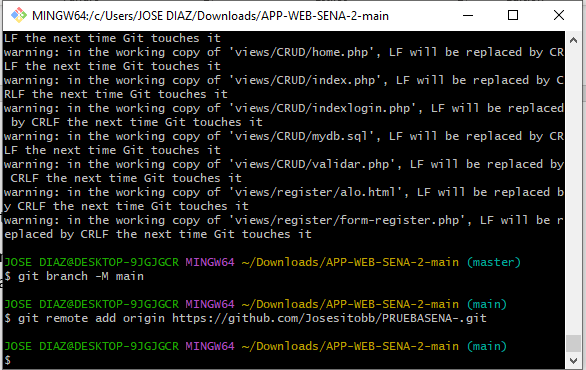 MINGW64:/c/Users/JOSE DIAZ/Downloads/APP-WEB-SENA-2-main
LF the next time Git touches it
warning: in the working copy of 'views/CRUD/home.php', LF will be replaced by CR
LF the next time Git touches it
warning: in the working copy of 'views/CRUD/index.php', LF will be replaced by C
RLF the next time Git touches it
warning: in the working copy of 'views/CRUD/indexlogin.php', LF will be replaced
 by CRLF the next time Git touches it
warning: in the working copy of 'views/CRUD/mydb.sql', LF will be replaced by CR
LF the next time Git touches it
warning: in the working copy of 'views/CRUD/validar.php', LF will be replaced by
 CRLF the next time Git touches it
warning: in the working copy of 'views/register/alo.html', LF will be replaced b
y CRLF the next time Git touches it
warning: in the working copy of 'views/register/form-register.php', LF will be r
eplaced by CRLF the next time Git touches it
JOSE DIAZ@DESKTOP-9JGJGCR MINGW64 ~/Downloads/APP-WEB-SENA-2-main (master)
$ git branch -M main
JOSE DIAZ@DESKTOP-9JGJGCR MINGW64 ~/Downloads/APP-WEB-SENA-2-main (main)
$ git remote add origin https://github.com/Josesitobb/PRUEBASENA-.git
JOSE DIAZ@DESKTOP-9JGJGCR MINGW64 ~/Downloads/APP-WEB-SENA-2-main (main)
$